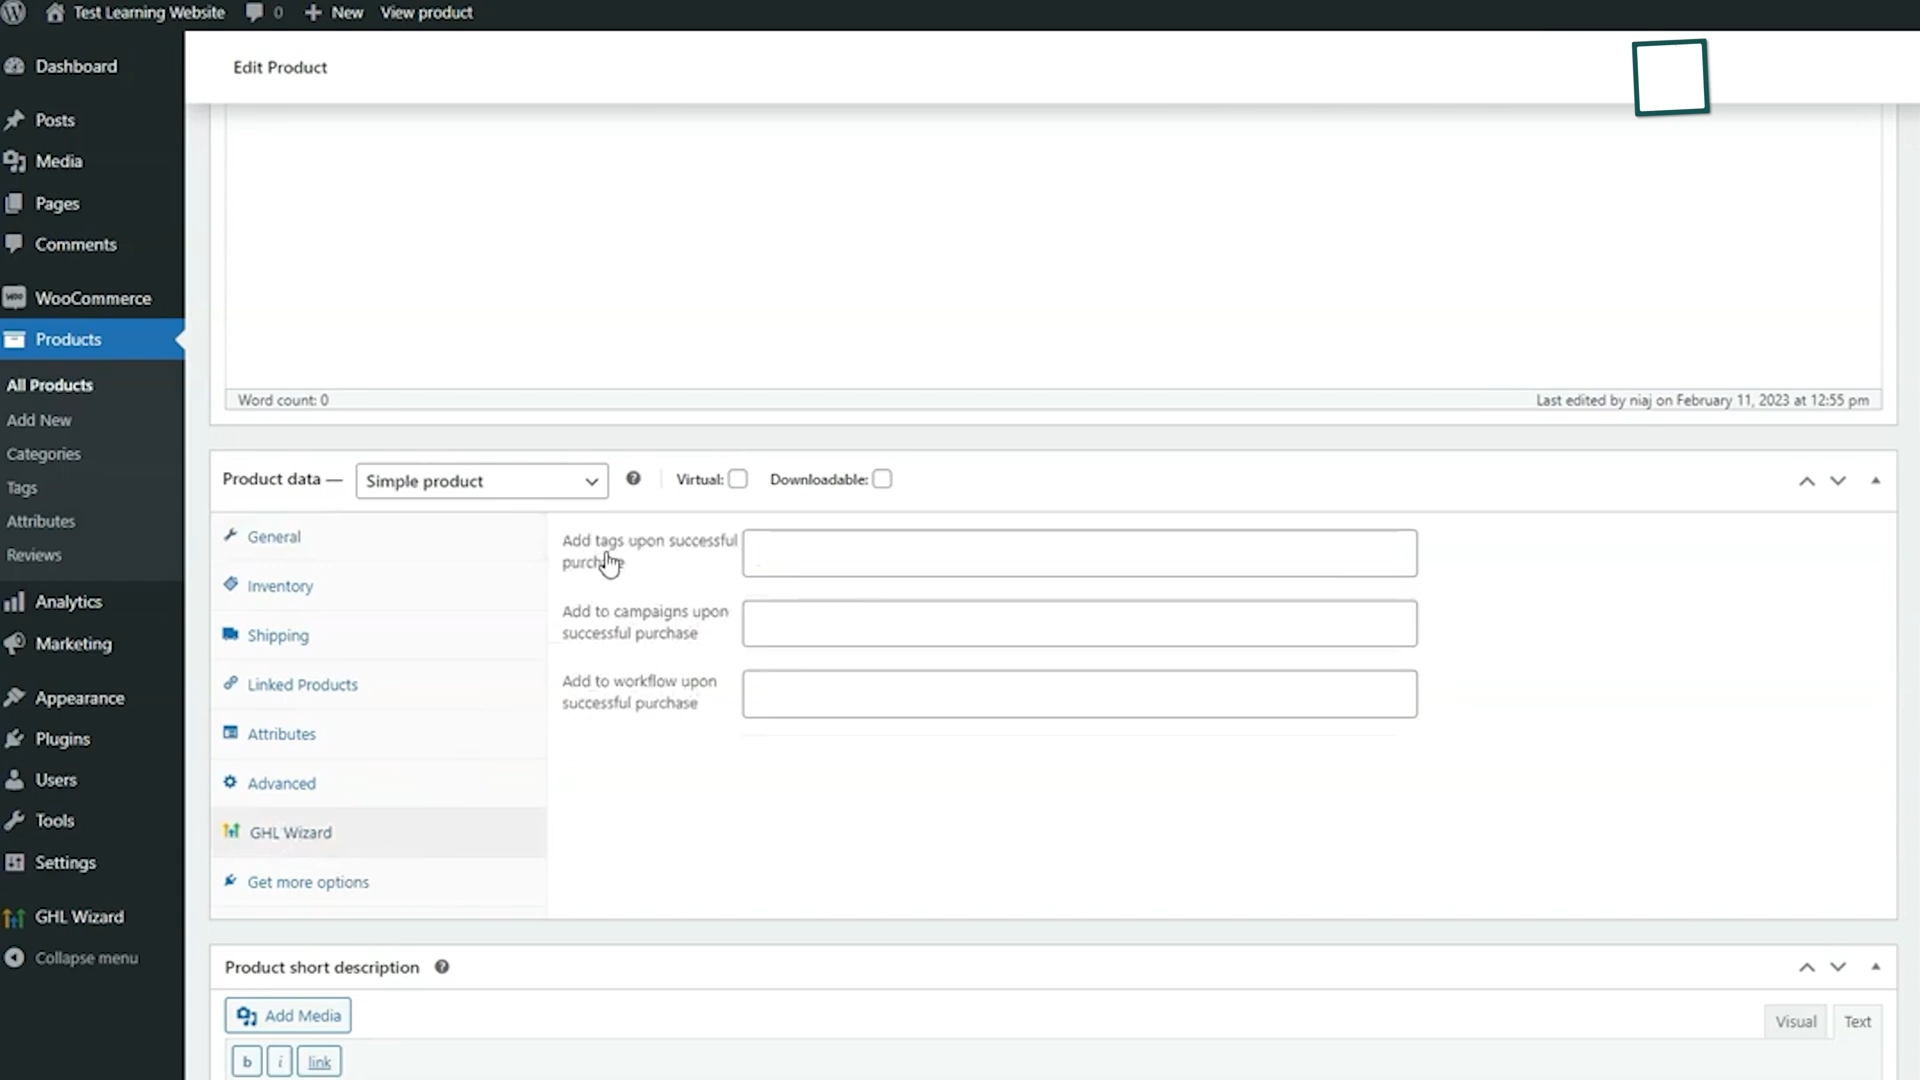 Test Learning Website 0 New View product
Edit Product
Dashboard
Posts
Media
Pages
Comments
WooCommerce
Products
All Products
Add New
Categories
Tags
Attributes
Reviews
Analytics
Marketing
Appearance
Plugins
Users
Tools
Settings
GHL Wizard
Collapse menu
Word count: 0
Last edited by niaj on February 11, 2023 at 12:55 pm
Product data — Simple product Virtual: Downloadable:
General
Inventory
Shipping
Linked Products
Attributes
Advanced
GHL Wizard
Get more options
Add tags upon successful
purchase
Add to campaigns upon
successful purchase
Add to workflow upon
successful purchase
Product short description
Add Media
Visual Text
b i link